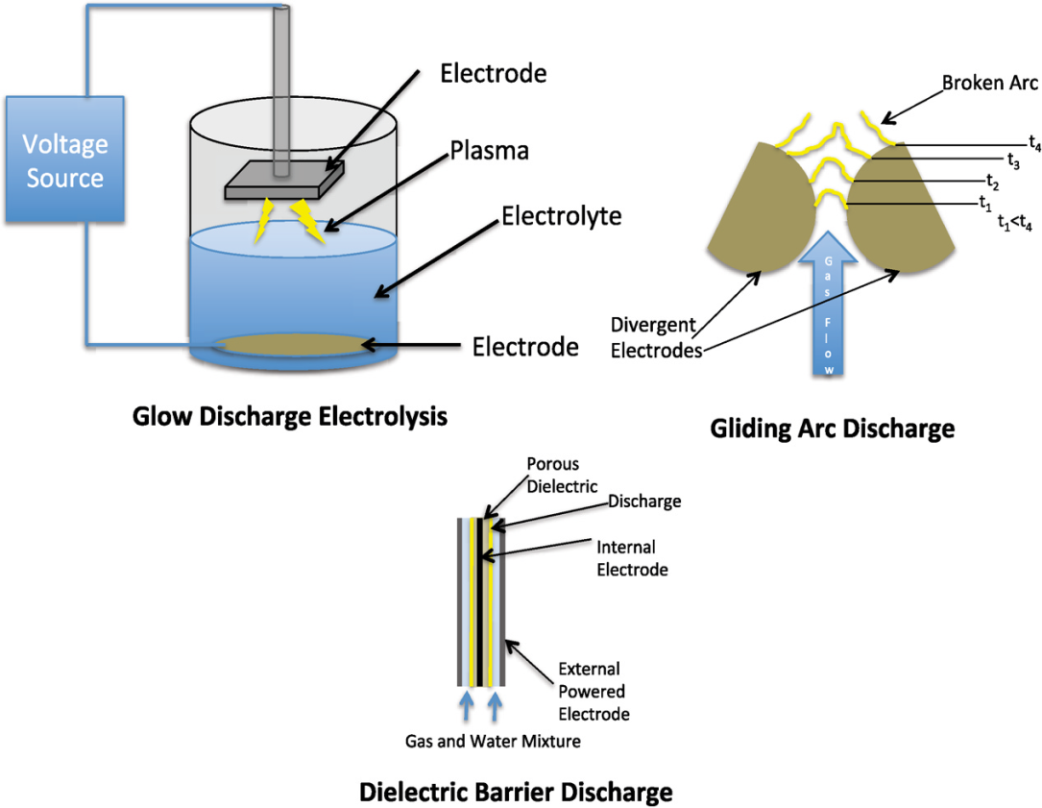 Voltage
Source
Electrode
Plasma
Electrolyte
Electrode
Glow Discharge Electrolysis
Broken Arc
t4
t3
t2
t1
t1<t4
Gas Flow
Divergent
Electrodes
Gliding Arc Discharge
Porous
Dielectric
Discharge
Internal
Electrode
External
Powered
Electrode
Gas and Water Mixture
Dielectric Barrier Discharge